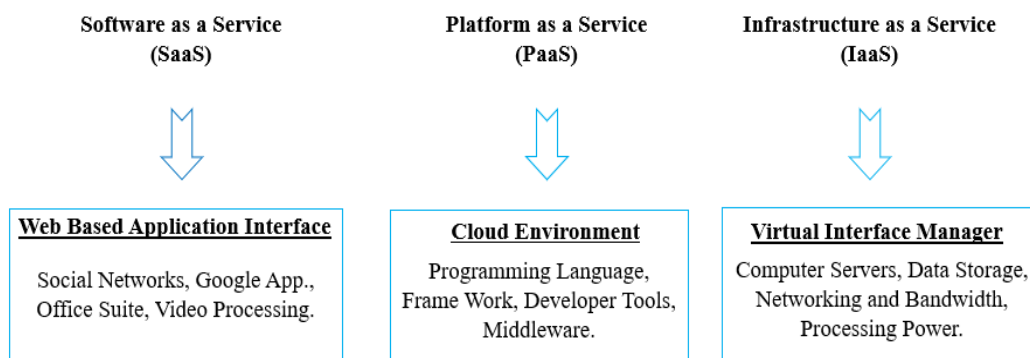 Software as a Service
(SaaS)
Platform as a Service
(PaaS)
Infrastructure as a Service
(IaaS)
Web Based Application Interface
Social Networks, Google App.,
Office Suite, Video Processing.
Cloud Environment
Programming Language,
Frame Work, Developer Tools,
Middleware.
Virtual Interface Manager
Computer Servers, Data Storage,
Networking and Bandwidth,
Processing Power.